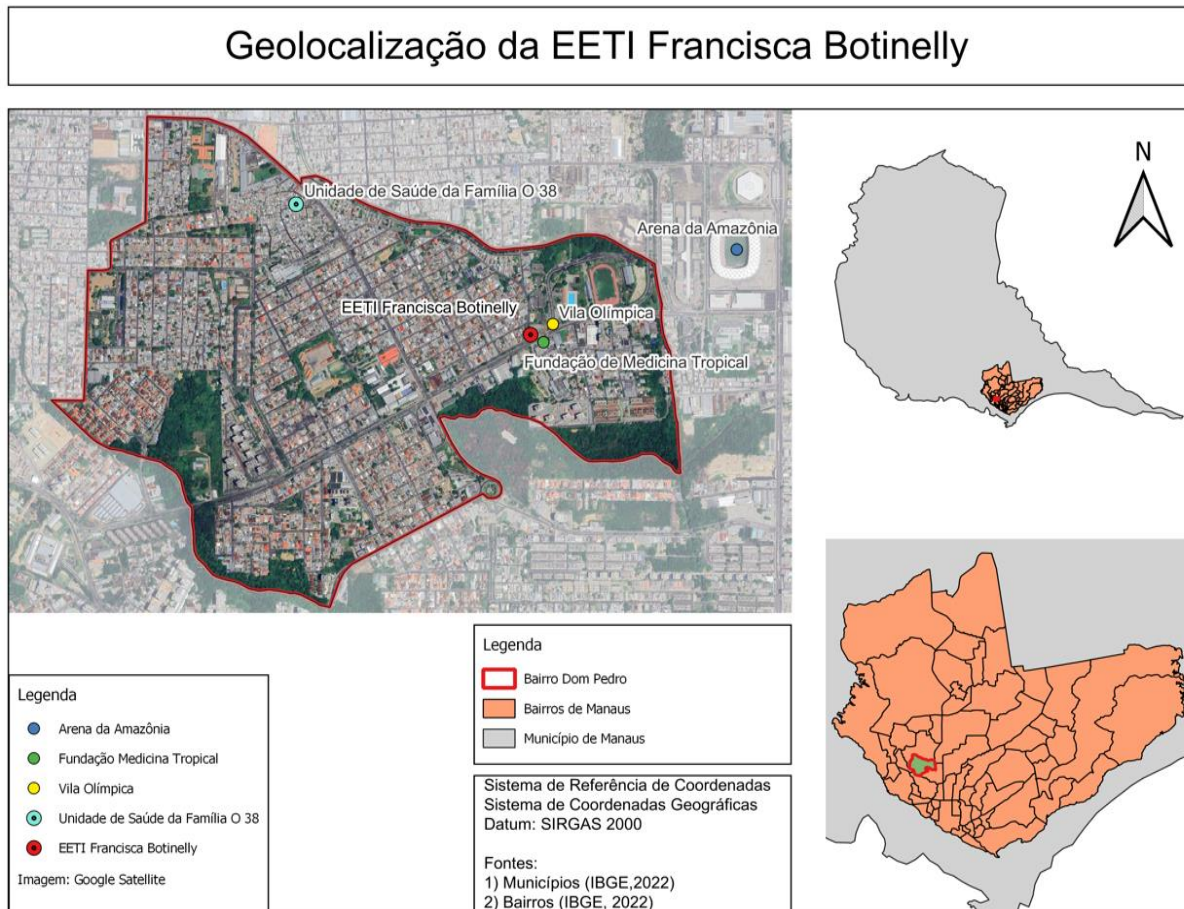 Geolocalização da EETI Francisca Botinelly
N
Unidade de Saúde da Família O 38
Arena da Amazônia
EETI Francisca Botinelly
Vila Olímpica
Fundação de Medicina Tropical
Legenda
Arena da Amazônia
Fundação Medicina Tropical
Vila Olímpica
Unidade de Saúde da Família O 38
EETI Francisca Botinelly
Imagem: Google Satellite
Legenda
Bairro Dom Pedro
Bairros de Manaus
Município de Manaus
Sistema de Referência de Coordenadas
Sistema de Coordenadas Geográficas
Datum: SIRGAS 2000
Fontes:
1) Municípios (IBGE,2022)
2) Bairros (IBGE, 2022)